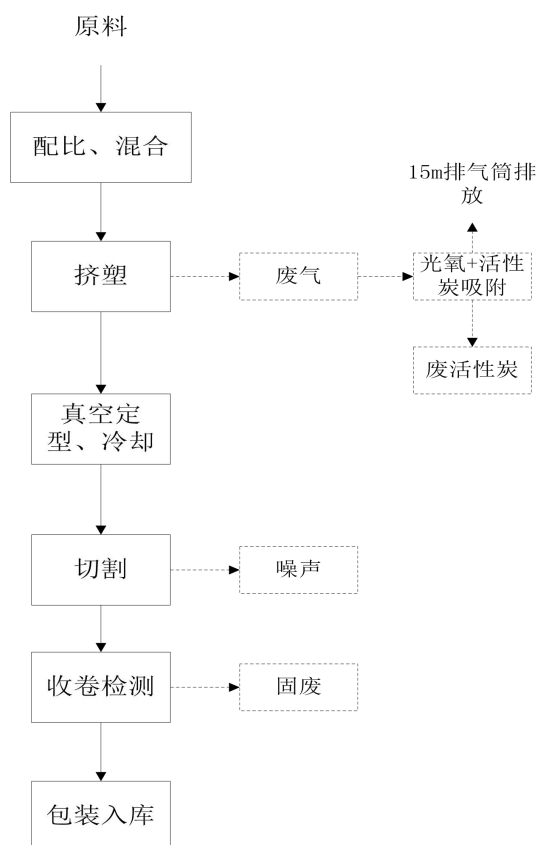 原料
配比、混合
15m排气筒排
放
挤塑
废气
光氧+活性
炭吸附
废活性炭
真空定
型、冷却
切割
噪声
收卷检测
固废
包装入库